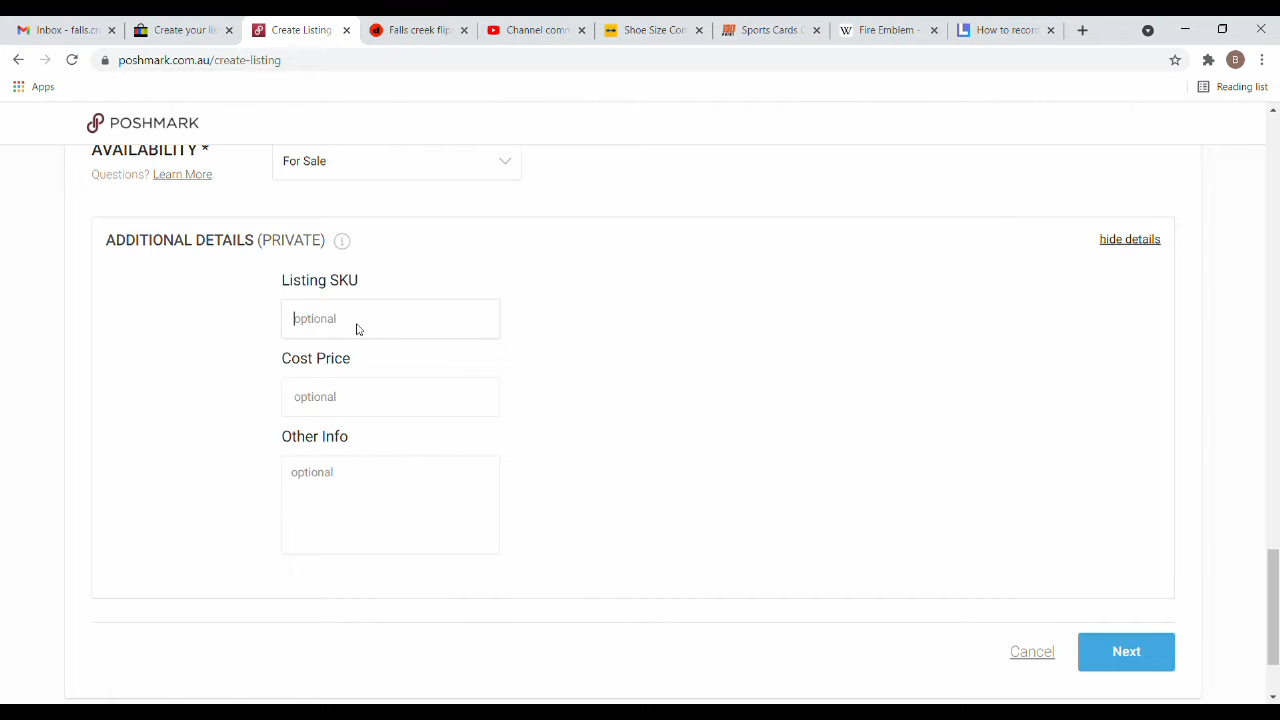 Inbox - falls.cr
Create your lis
Create Listing
Falls creek flips
Channel comm
Shoe Size Con
Sports Cards C
Fire Emblem -
How to recor
poshmark.com.au/create-listing
B
Apps
Reading list
POSHMARK
AVAILABILITY *
For Sale
Questions? Learn More
ADDITIONAL DETAILS (PRIVATE)
hide details
Listing SKU
optional
Cost Price
optional
Other Info
optional
Cancel
Next